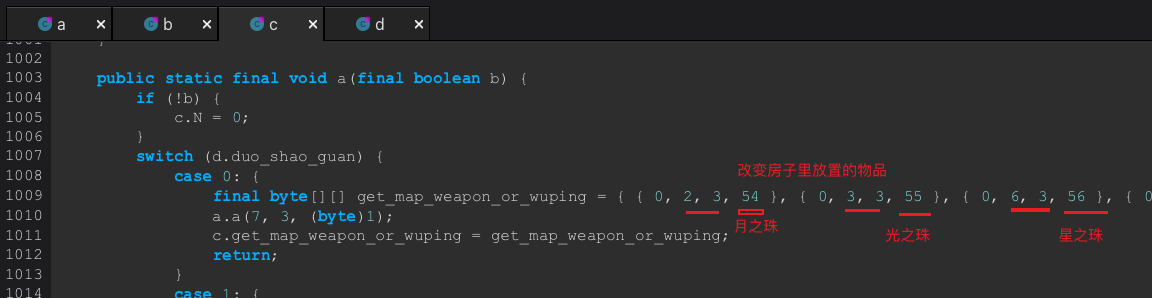 a × b × c × d ×
1001 }
1002
1003 public static final void a(final boolean b) {
1004 if (!b) {
1005 c.N = 0;
1006 }
1007 switch (d.duo_shao_guan) {
改变房子里放置的物品
1008 case 0: {
1009 final byte[][] get_map_weapon_or_wuping = { { 0, 2, 3, 54 }, { 0, 3, 3, 55 }, { 0, 6, 3, 56 }, { 0
1010 a.a(7, 3, (byte)1);
月之珠 光之珠 星之珠
1011 c.get_map_weapon_or_wuping = get_map_weapon_or_wuping;
1012 return;
1013 }
1014 case 1: {